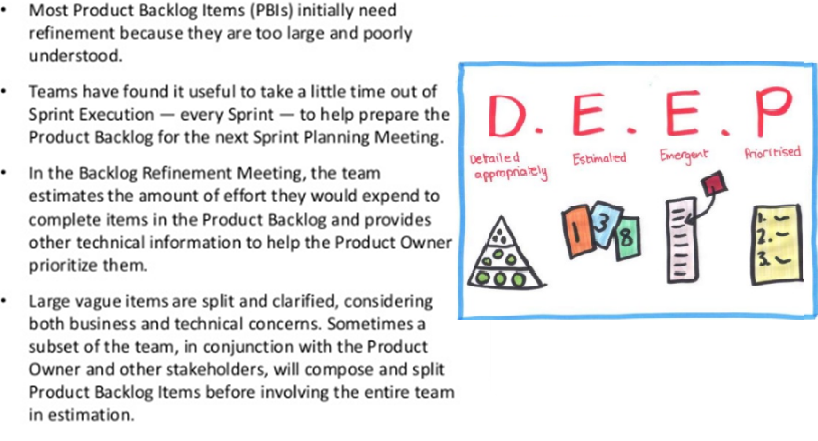 • Most Product Backlog Items (PBIs) initially need
refinement because they are too large and poorly
understood.
• Teams have found it useful to take a little time out of
Sprint Execution — every Sprint — to help prepare the
Product Backlog for the next Sprint Planning Meeting.
• In the Backlog Refinement Meeting, the team
estimates the amount of effort they would expend to
complete items in the Product Backlog and provides
other technical information to help the Product Owner
prioritize them.
• Large vague items are split and clarified, considering
both business and technical concerns. Sometimes a
subset of the team, in conjunction with the Product
Owner and other stakeholders, will compose and split
Product Backlog Items before involving the entire team
in estimation.
D. E. E. P
Detailed appropriately
Estimated
Emergent
Prioritised
1 3 8
1.
2.
3.